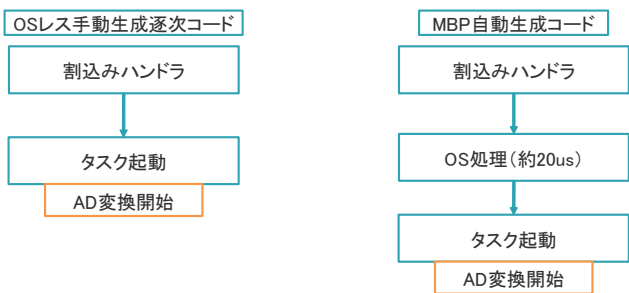 OSレス手動生成逐次コード
割込みハンドラ
タスク起動
AD変換開始
MBP自動生成コード
割込みハンドラ
OS処理(約20us)
タスク起動
AD変換開始